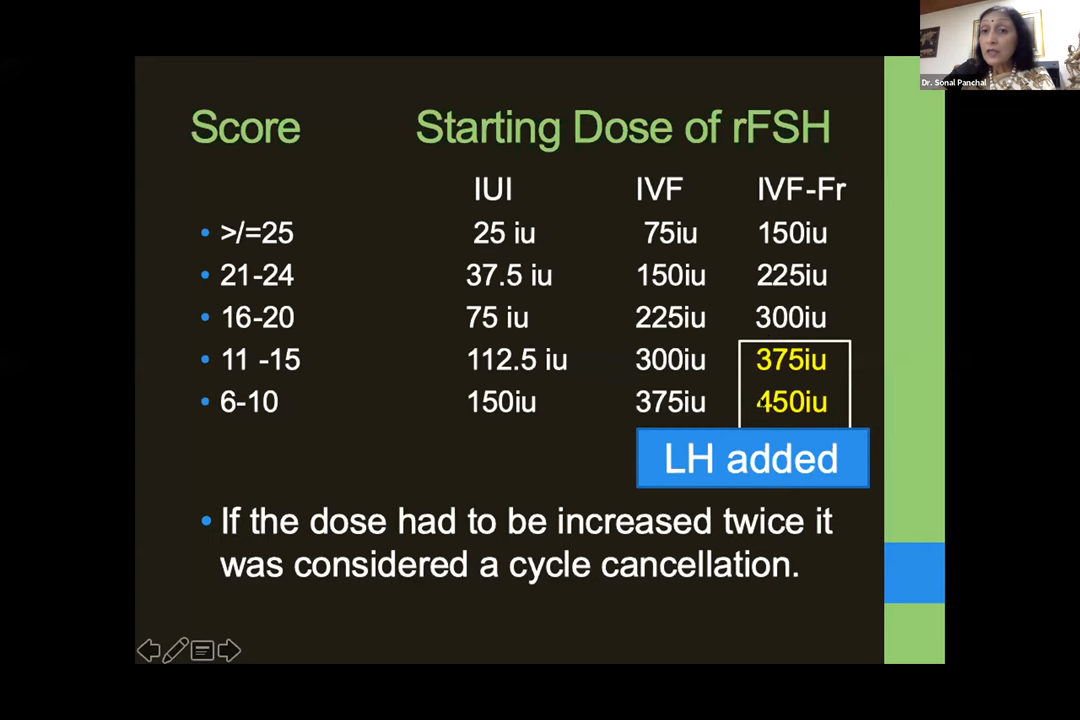 Dr. Sonal Panchal
Score Starting Dose of rFSH
IUI IVF IVF-Fr
• >/=25 25 iu 75iu 150iu
• 21-24 37.5 iu 150iu 225iu
• 16-20 75 iu 225iu 300iu
• 11 -15 112.5 iu 300iu 375iu
• 6-10 150iu 375iu 450iu
LH added
• If the dose had to be increased twice it
was considered a cycle cancellation.